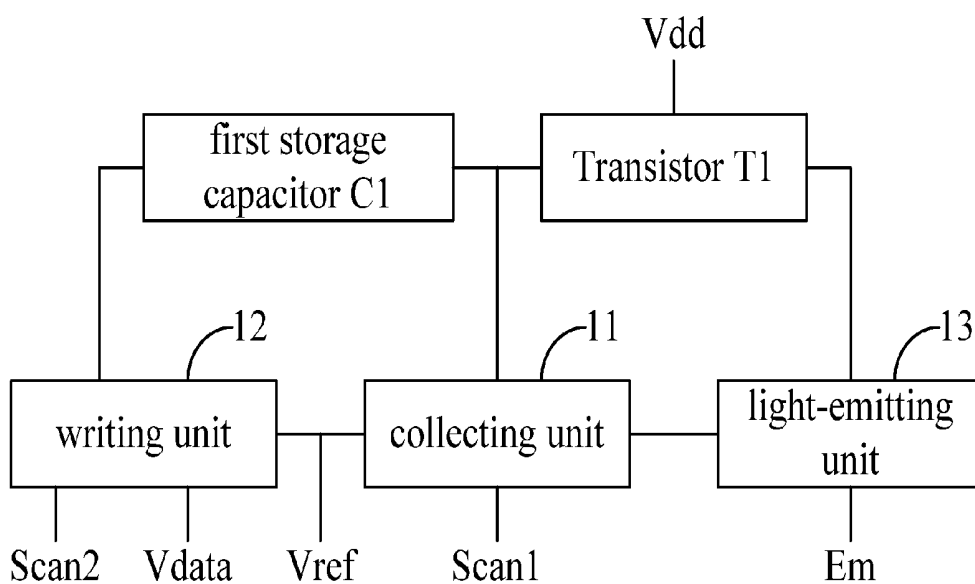 Vdd
first storage
capacitor C1
Transistor T1
12
11
13
writing unit
collecting unit
light-emitting
unit
Scan2
Vdata
Vref
Scan1
Em